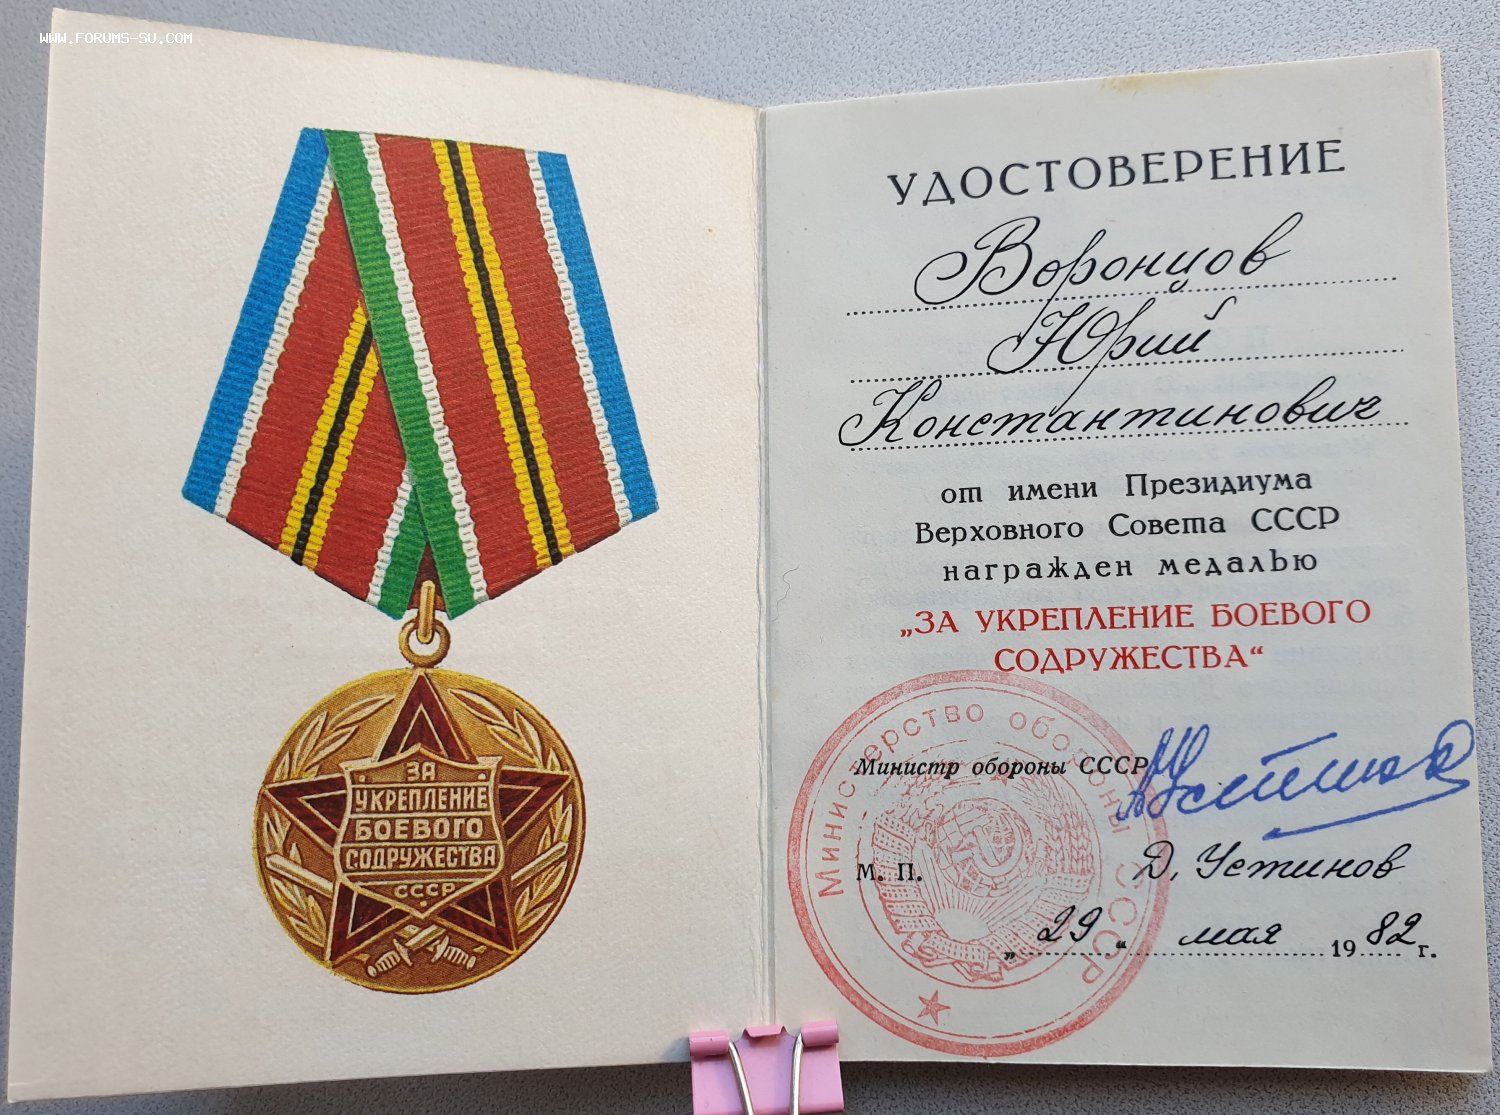 WWW.FORUMS-SU.COM
ЗА
УКРЕПЛЕНИЕ
БОЕВОГО
СОДРУЖЕСТВА
СССР
УДОСТОВЕРЕНИЕ
Воронцов
Юрий
Константинович
от имени Президиума
Верховного Совета СССР
награжден медалью
„ЗА УКРЕПЛЕНИЕ БОЕВОГО
СОДРУЖЕСТВА“
Министерство обороны СССР
Министр обороны СССР
Устинов
М. П.
Д. Устинов
„29“ мая 1982 г.